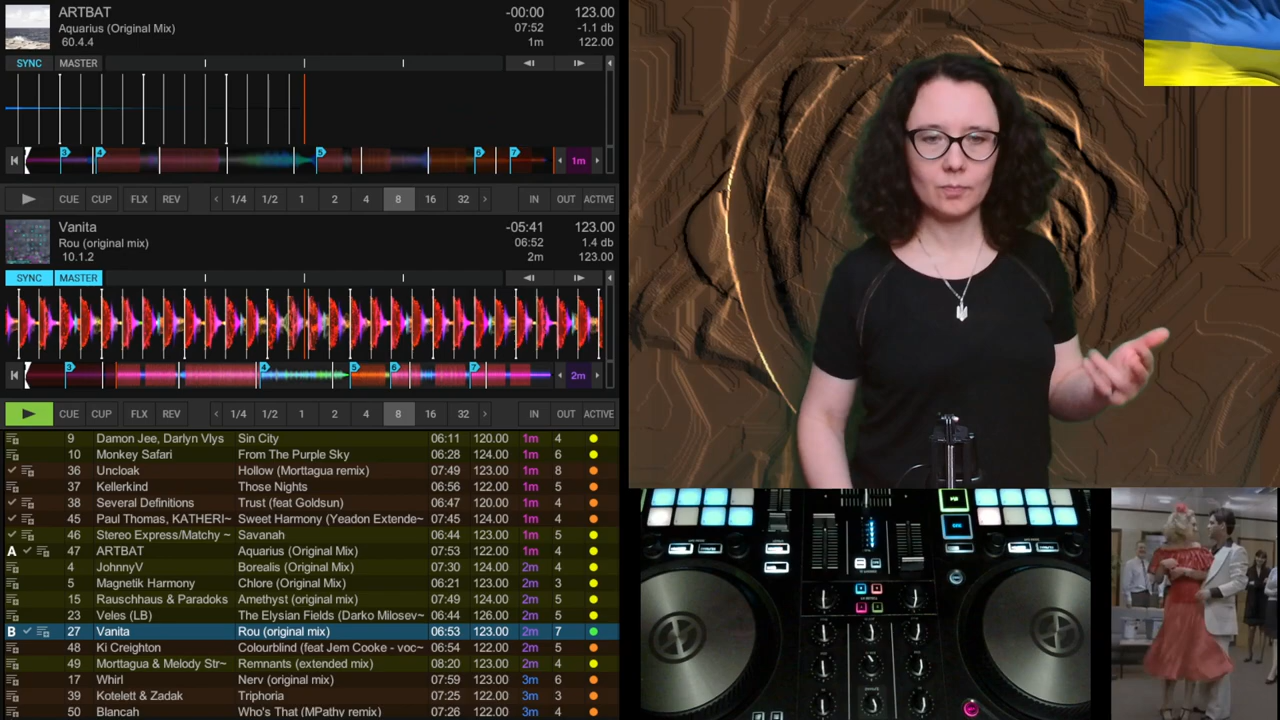 ARTBAT -00:00 123.00
Aquarius (Original Mix) 07:52 -1.1 db
60.4.4 1m 122.00
SYNC MASTER
3 4 5 6 7 1m
CUE CUP FLX REV < 1/4 1/2 1 2 4 8 16 32 > IN OUT ACTIVE
Vanita -05:41 123.00
Rou (original mix) 06:52 1.4 db
10.1.2 2m 123.00
SYNC MASTER
3 4 5 6 7 2m
CUE CUP FLX REV < 1/4 1/2 1 2 4 8 16 32 > IN OUT ACTIVE
9 Damon Jee, Darlyn Vlys Sin City 06:11 120.00 1m 4
10 Monkey Safari From The Purple Sky 06:28 124.00 1m 6
36 Uncloak Hollow (Morttagua remix) 07:49 123.00 1m 8
37 Kellerkind Those Nights 06:56 122.00 1m 5
38 Several Definitions Trust (feat Goldsun) 06:47 120.00 1m 4
45 Paul Thomas, KATHERI~ Sweet Harmony (Yeadon Extende~ 07:45 124.00 1m 4
46 Stereo Express/Matchy ~ Savanah 06:44 123.00 1m 5
A 47 ARTBAT Aquarius (Original Mix) 07:53 122.00 1m 4
4 JohnnyV Borealis (Original Mix) 07:30 124.00 2m 4
5 Magnetik Harmony Chlore (Original Mix) 06:21 123.00 2m 3
15 Rauschhaus & Paradoks Amethyst (original mix) 07:49 123.00 2m 5
23 Veles (LB) The Elysian Fields (Darko Milosev~ 06:44 126.00 2m 5
B 27 Vanita Rou (original mix) 06:53 123.00 2m 7
48 Ki Creighton Colourblind (feat Jem Cooke - voc~ 06:54 122.00 2m 5
49 Morttagua & Melody Str~ Remnants (extended mix) 08:20 123.00 2m 4
17 Whirl Nerv (original mix) 07:59 123.00 3m 6
39 Kotelett & Zadak Triphoria 07:25 122.00 3m 3
50 Blancah Who's That (MPathy remix) 07:26 122.00 3m 4